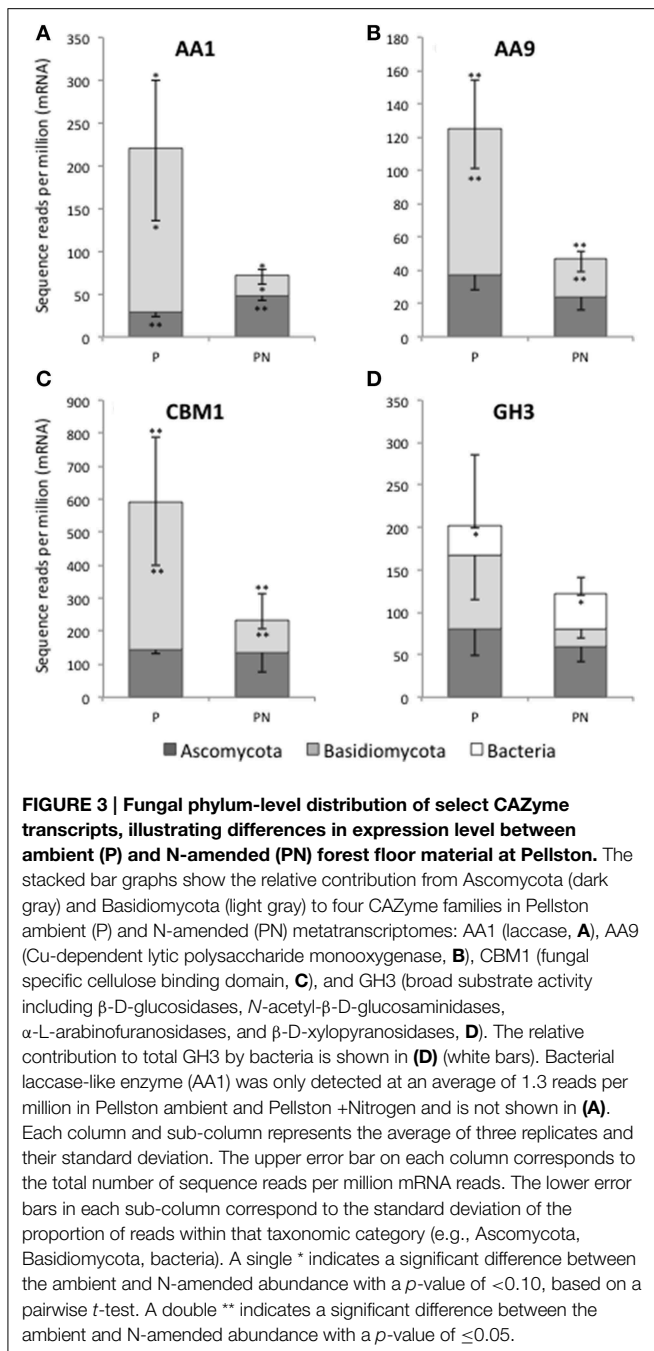 A
AA1
Sequence reads per million (mRNA)
350
300
250
200
150
100
50
0
*
*
**
*
*
**
P
PN
B
AA9
180
160
140
120
100
80
60
40
20
0
**
**
**
**
P
PN
C
CBM1
Sequence reads per million (mRNA)
900
800
700
600
500
400
300
200
100
0
**
**
**
**
P
PN
D
GH3
350
300
250
200
150
100
50
0
*
*
P
PN
Ascomycota Basidiomycota Bacteria
FIGURE 3 | Fungal phylum-level distribution of select CAZyme
transcripts, illustrating differences in expression level between
ambient (P) and N-amended (PN) forest floor material at Pellston. The
stacked bar graphs show the relative contribution from Ascomycota (dark
gray) and Basidiomycota (light gray) to four CAZyme families in Pellston
ambient (P) and N-amended (PN) metatranscriptomes: AA1 (laccase, A), AA9
(Cu-dependent lytic polysaccharide monooxygenase, B), CBM1 (fungal
specific cellulose binding domain, C), and GH3 (broad substrate activity
including β-D-glucosidases, N-acetyl-β-D-glucosaminidases,
α-L-arabinofuranosidases, and β-D-xylopyranosidases, D). The relative
contribution to total GH3 by bacteria is shown in (D) (white bars). Bacterial
laccase-like enzyme (AA1) was only detected at an average of 1.3 reads per
million in Pellston ambient and Pellston +Nitrogen and is not shown in (A).
Each column and sub-column represents the average of three replicates and
their standard deviation. The upper error bar on each column corresponds to
the total number of sequence reads per million mRNA reads. The lower error
bars in each sub-column correspond to the standard deviation of the
proportion of reads within that taxonomic category (e.g., Ascomycota,
Basidiomycota, bacteria). A single * indicates a significant difference between
the ambient and N-amended abundance with a p-value of <0.10, based on a
pairwise t-test. A double ** indicates a significant difference between the
ambient and N-amended abundance with a p-value of ≤0.05.